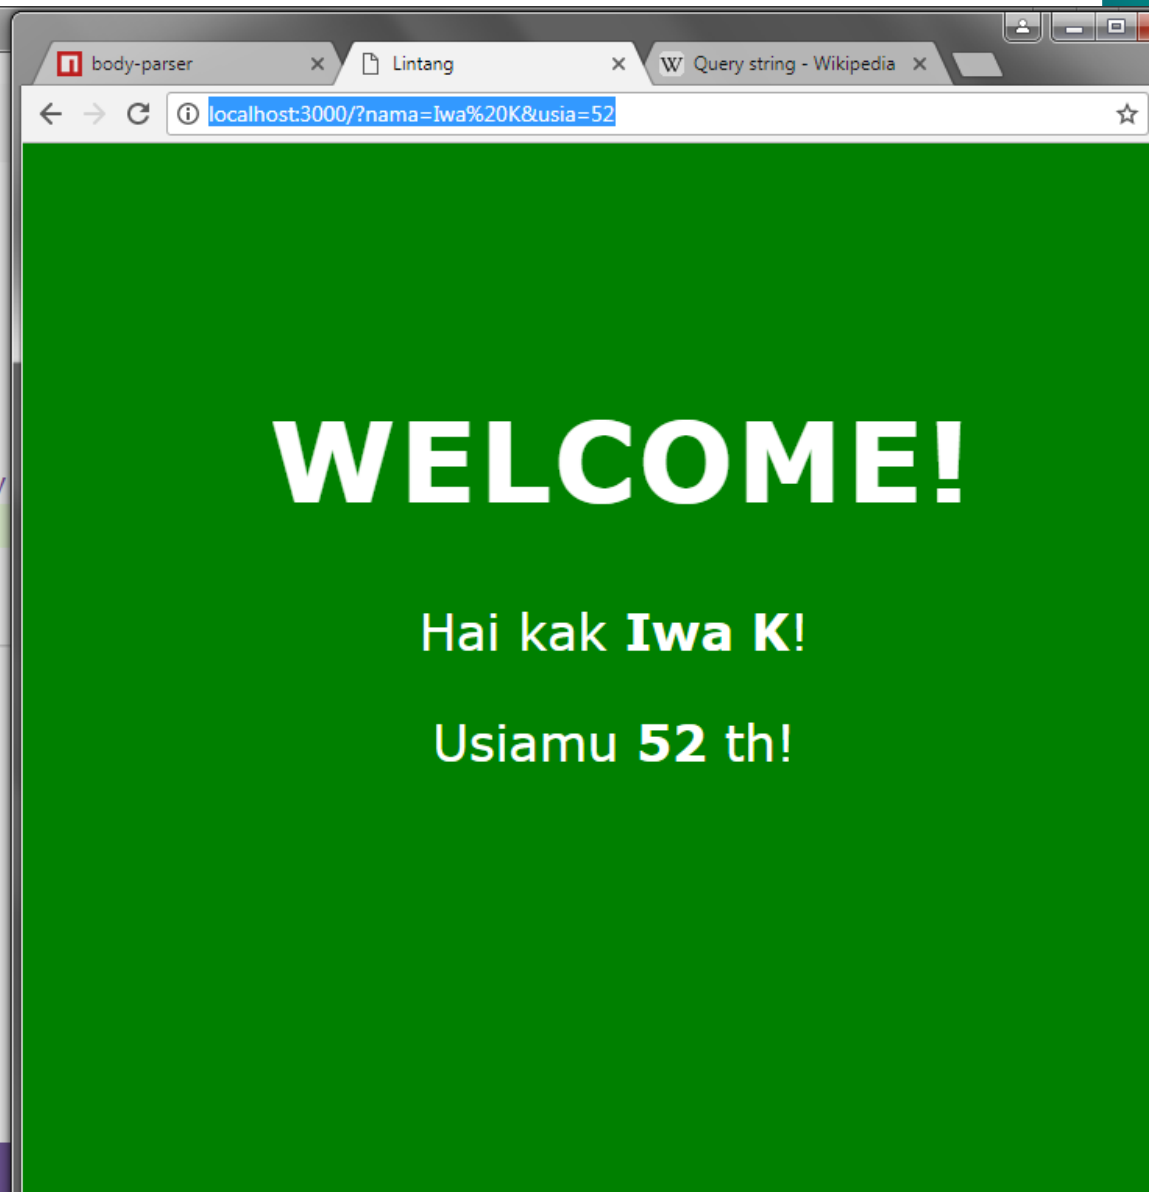 body-parser
Lintang
W Query string - Wikipedia
localhost:3000/?nama=Iwa%20K&usia=52
WELCOME!
Hai kak Iwa K!
Usiamu 52 th!